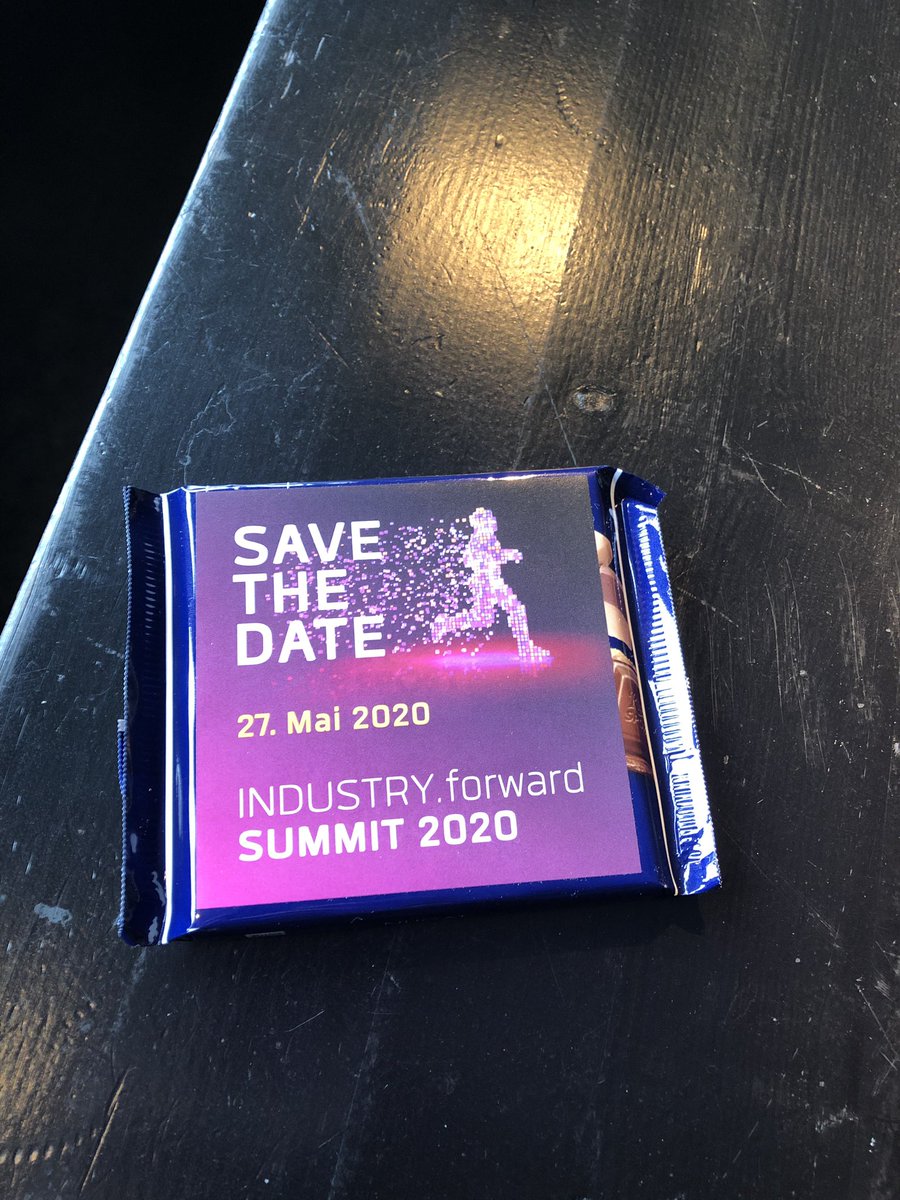 SAVE
THE
DATE
27. Mai 2020
INDUSTRY.forward
SUMMIT 2020